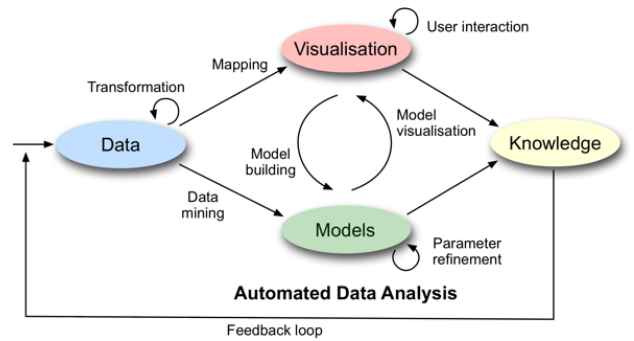 Visualisation
User interaction
Mapping
Transformation
Data
Model
building
Model
visualisation
Knowledge
Data
mining
Models
Parameter
refinement
Automated Data Analysis
Feedback loop